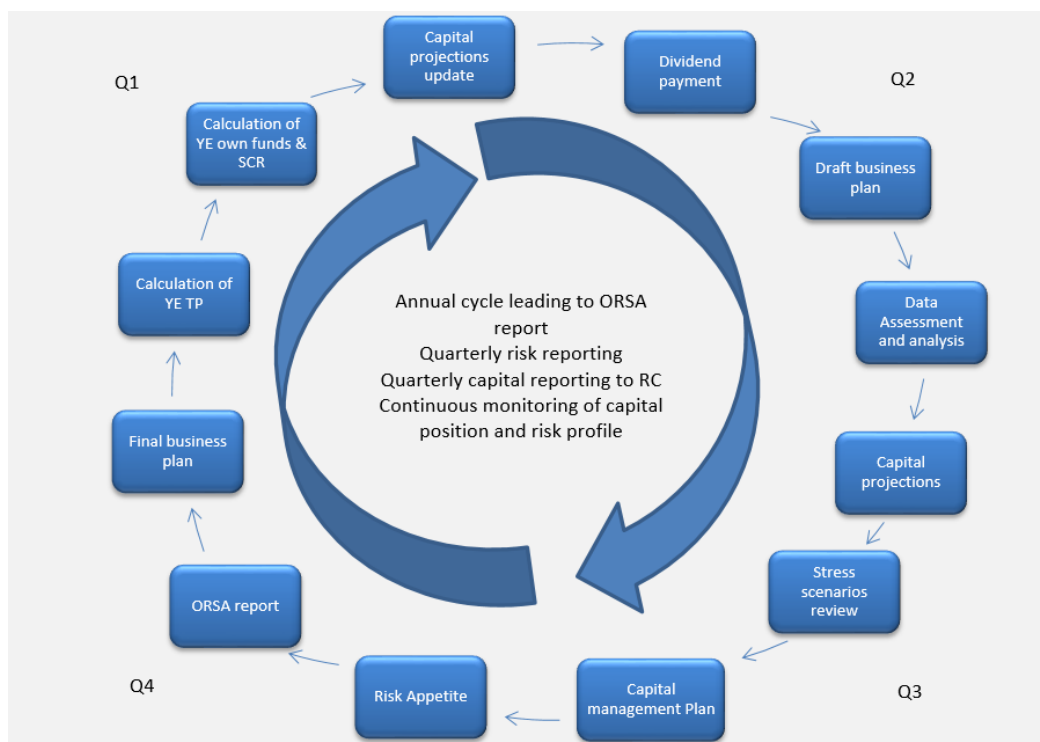 Q1
Capital
projections
update
Dividend
payment
Q2
Calculation of
YE own funds &
SCR
Draft business
plan
Calculation of
YE TP
Data
Assessment
and analysis
Annual cycle leading to ORSA
report
Quarterly risk reporting
Quarterly capital reporting to RC
Continuous monitoring of capital
position and risk profile
Final business
plan
Capital
projections
Stress
scenarios
review
ORSA report
Q4
Risk Appetite
Capital
management Plan
Q3